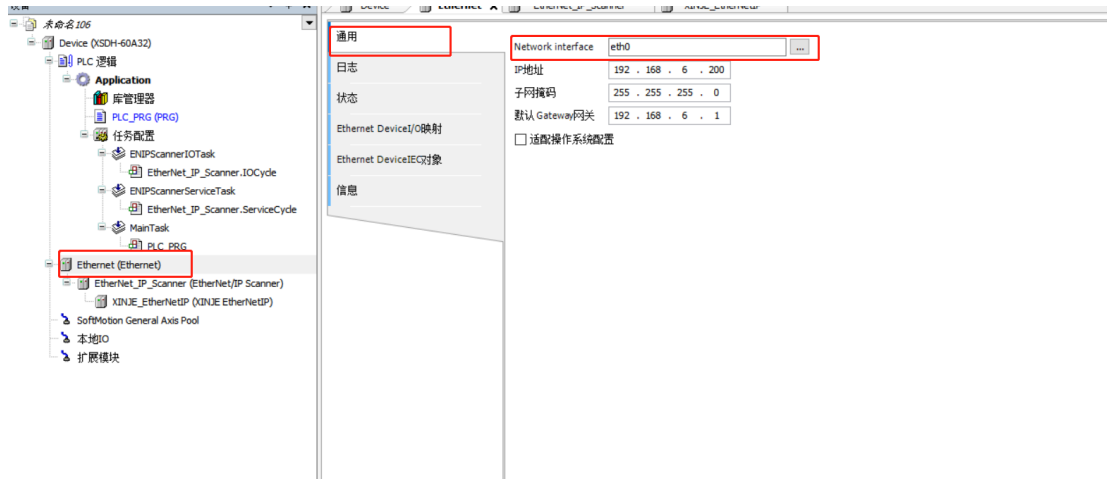 未命名106
Device (XSDH-60A32)
PLC 逻辑
Application
库管理器
PLC_PRG (PRG)
任务配置
ENIPScannerIOTask
EtherNet_IP_Scanner.IOCycle
ENIPScannerServiceTask
EtherNet_IP_Scanner.ServiceCycle
MainTask
PLC_PRG
Ethernet (Ethernet)
EtherNet_IP_Scanner (EtherNet/IP Scanner)
XINJE_EtherNetIP (XINJE EtherNetIP)
SoftMotion General Axis Pool
本地IO
扩展模块
通用
日志
状态
Ethernet DeviceI/O映射
Ethernet DeviceIEC对象
信息
Network interface eth0 ...
IP地址 192 . 168 . 6 . 200
子网掩码 255 . 255 . 255 . 0
默认Gateway网关 192 . 168 . 6 . 1
适配操作系统配置